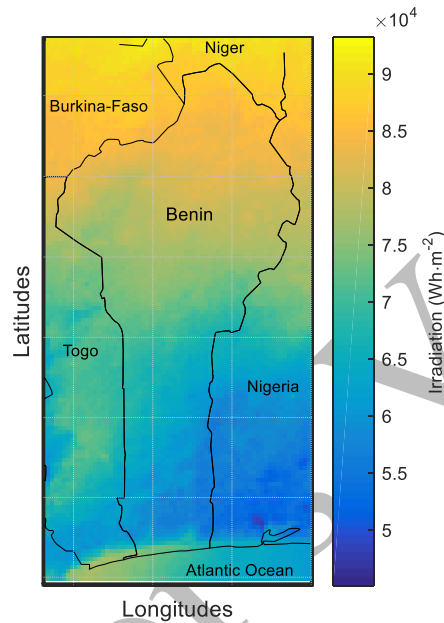 ×10⁴
Niger
9
Burkina-Faso
8.5
8
Benin
7.5
7
Togo
6.5
Nigeria
6
5.5
5
Atlantic Ocean
Latitudes
Longitudes
Irradiation (Wh·m⁻²)